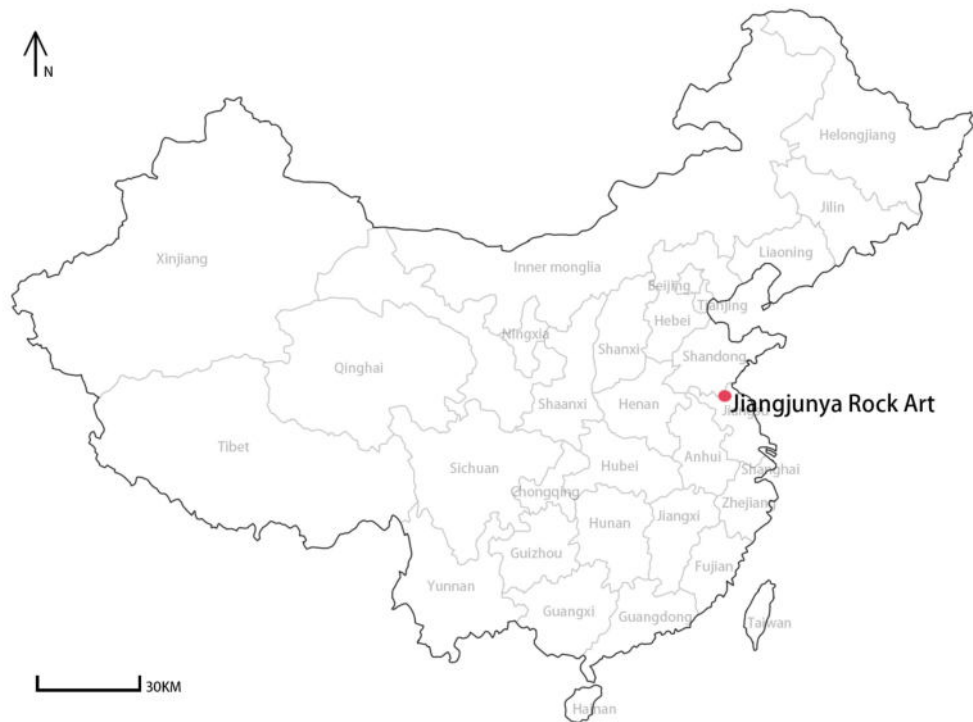 N
Helongjiang
Jilin
Liaoning
Xinjiang
Inner monglia
Beijing
Tianjing
Hebei
Ningxia
Shanxi
Shandong
Qinghai
Shaanxi
Henan
Jiangjunya Rock Art
Jiangsu
Tibet
Sichuan
Hubei
Anhui
Shanghai
Chongqing
Zhejiang
Hunan
Jiangxi
Guizhou
Fujian
Yunnan
Guangxi
Guangdong
Taiwan
30KM
Hainan